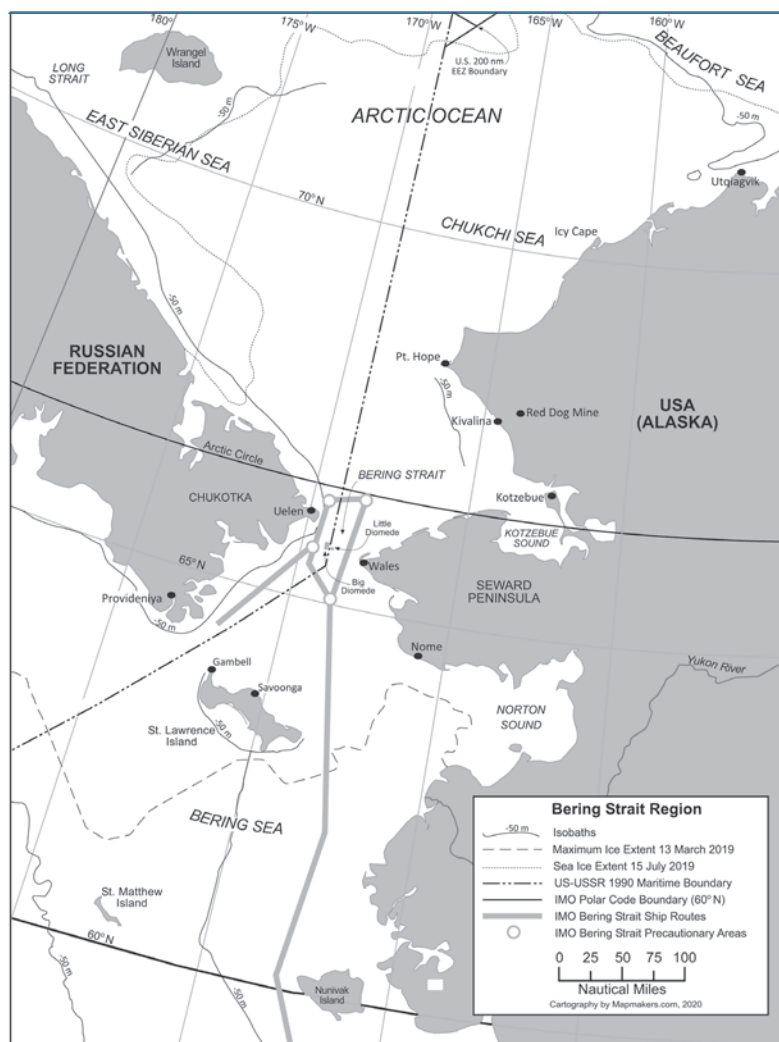 180°
175° W
170° W
165° W
160° W
Wrangel
Island
LONG
STRAIT
U.S. 200 nm
EEZ Boundary
BEAUFORT SEA
-50 m
-50 m
ARCTIC OCEAN
EAST SIBERIAN SEA
Utqiagvik
70° N
CHUKCHI SEA
Icy Cape
-50 m
RUSSIAN
FEDERATION
Pt. Hope
-50 m
Kivalina
Red Dog Mine
USA
(ALASKA)
Arctic Circle
BERING STRAIT
CHUKOTKA
Uelen
Kotzebue
Little
Diomede
KOTZEBUE
SOUND
65° N
Wales
Big
Diomede
SEWARD
PENINSULA
Provideniya
-50 m
Nome
Gambell
Savoonga
Yukon River
-50 m
St. Lawrence
Island
NORTON
SOUND
BERING SEA
St. Matthew
Island
60° N
-50 m
Nunivak
Island
Bering Strait Region
-50 m Isobaths
Maximum Ice Extent 13 March 2019
Sea Ice Extent 15 July 2019
US-USSR 1990 Maritime Boundary
IMO Polar Code Boundary (60° N)
IMO Bering Strait Ship Routes
IMO Bering Strait Precautionary Areas
0 50 100
Nautical Miles
Cartography by Mapmakers.com, 2020